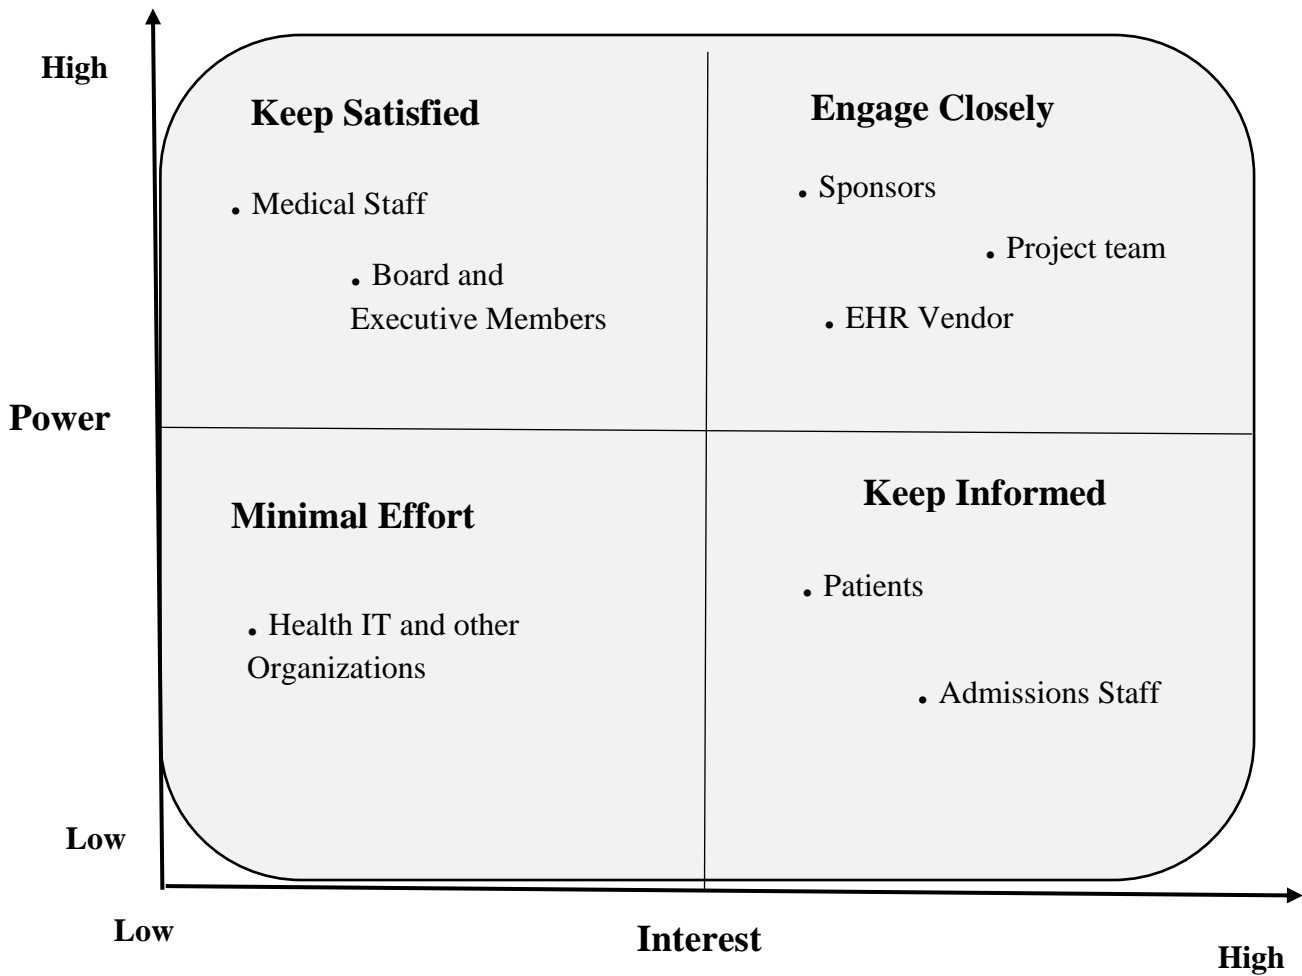 High
Keep Satisfied
. Medical Staff
. Board and
Executive Members
Engage Closely
. Sponsors
. Project team
. EHR Vendor
Power
Minimal Effort
. Health IT and other
Organizations
Keep Informed
. Patients
. Admissions Staff
Low
Low
Interest
High